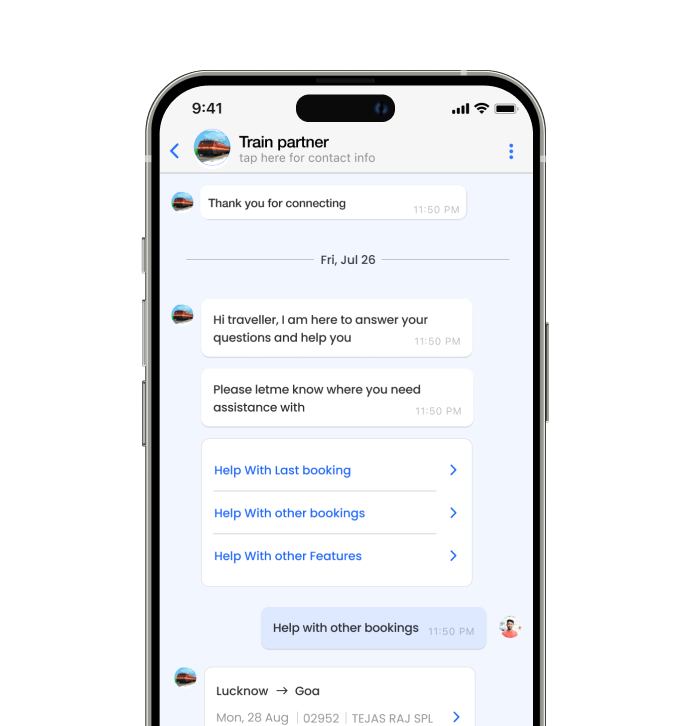 9:41
Train partner
tap here for contact info
Thank you for connecting
11:50 PM
Fri, Jul 26
Hi traveller, I am here to answer your
questions and help you
11:50 PM
Please letme know where you need
assistance with
11:50 PM
Help With Last booking
Help With other bookings
Help With other Features
Help with other bookings
11:50 PM
Lucknow → Goa
Mon, 28 Aug | 02952 | TEJAS RAJ SPL